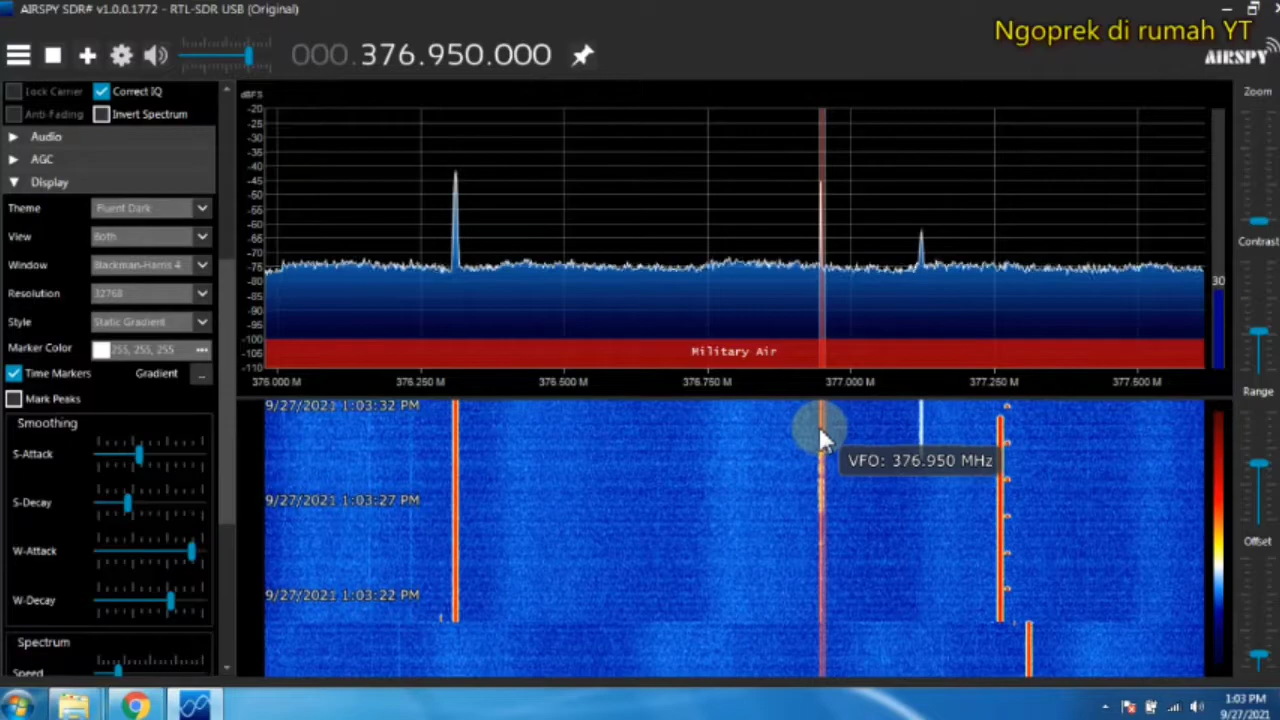 AIRSPY SDR# v1.0.0.1772 - RTL-SDR USB (Original)
Ngoprek di rumah YT
000.376.950.000
AIRSPY
Lock Carrier
Correct IQ
Anti-Fading
Invert Spectrum
Audio
AGC
Display
Theme
Fluent Dark
View
Both
Window
Blackman-Harris 4
Resolution
32768
Style
Static Gradient
Marker Color
255, 255, 255
Time Markers
Gradient
Mark Peaks
Smoothing
S-Attack
S-Decay
W-Attack
W-Decay
Spectrum
Speed
dBFS
-20
-25
-30
-35
-40
-45
-50
-55
-60
-65
-70
-75
-80
-85
-90
-95
-100
-105
-110
Military Air
376.000 M
376.250 M
376.500 M
376.750 M
377.000 M
377.250 M
377.500 M
30
9/27/2021 1:03:32 PM
VFO: 376.950 MHz
9/27/2021 1:03:27 PM
9/27/2021 1:03:22 PM
Zoom
Contrast
Range
Offset
1:03 PM
9/27/2021